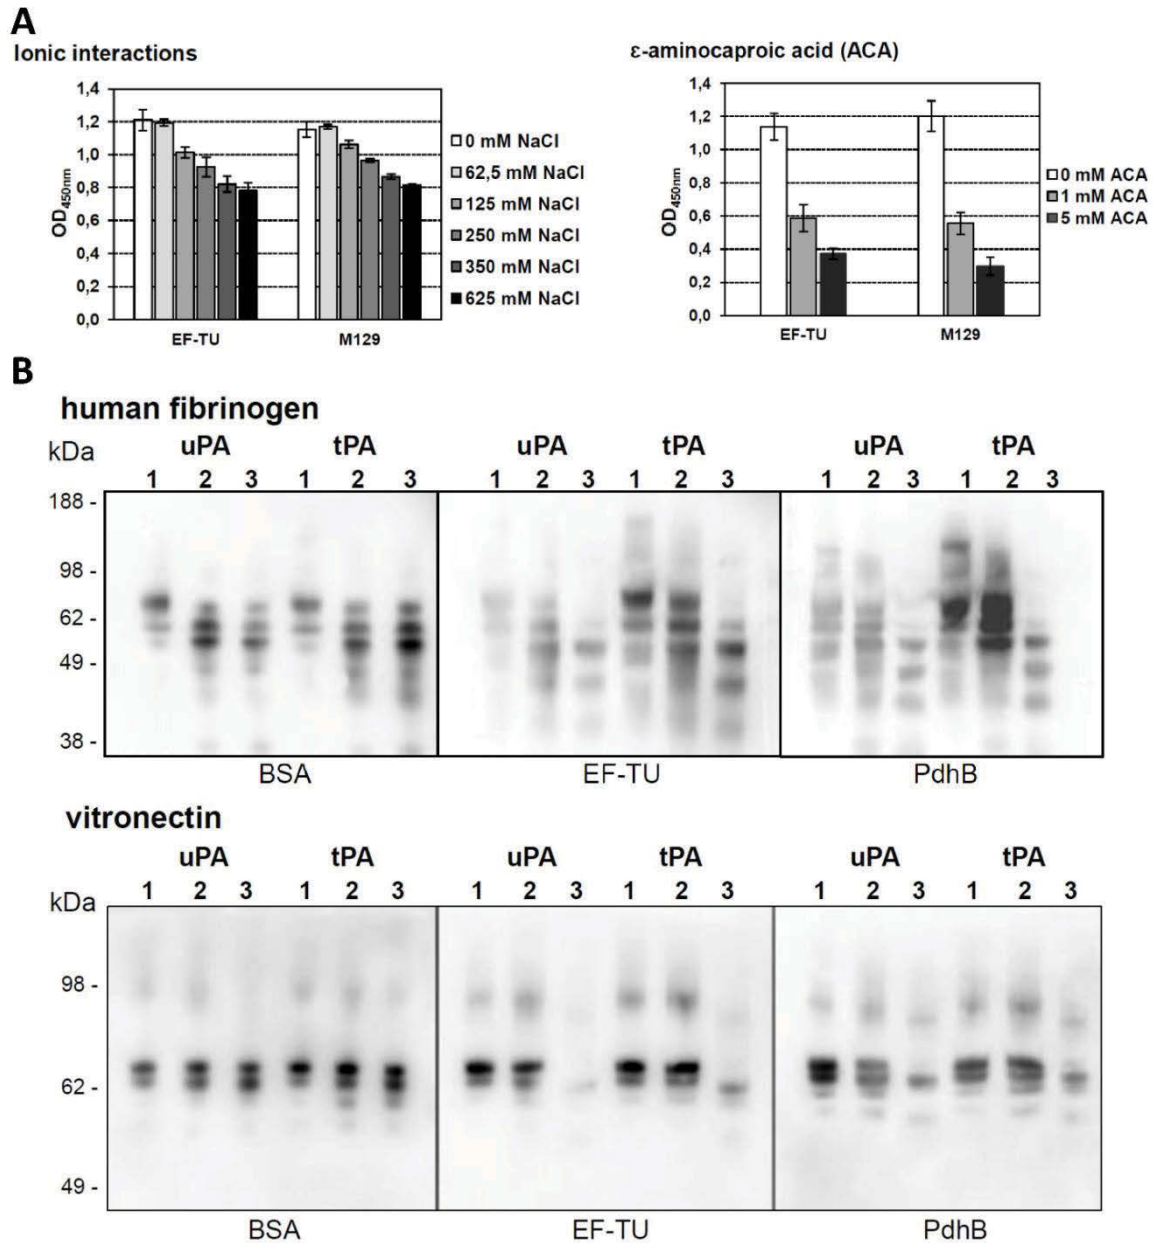 A
Ionic interactions
OD450nm
1,4
1,2
1,0
0,8
0,6
0,4
0,2
0,0
EF-TU
M129
0 mM NaCl
62,5 mM NaCl
125 mM NaCl
250 mM NaCl
350 mM NaCl
625 mM NaCl
ε-aminocaproic acid (ACA)
OD450nm
1,4
1,2
1,0
0,8
0,6
0,4
0,2
0,0
EF-TU
M129
0 mM ACA
1 mM ACA
5 mM ACA
B
human fibrinogen
kDa
uPA tPA uPA tPA uPA tPA
1 2 3 1 2 3 1 2 3 1 2 3 1 2 3 1 2 3
188 -
98 -
62 -
49 -
38 -
BSA EF-TU PdhB
vitronectin
uPA tPA uPA tPA uPA tPA
kDa
1 2 3 1 2 3 1 2 3 1 2 3 1 2 3 1 2 3
98 -
62 -
49 -
BSA EF-TU PdhB